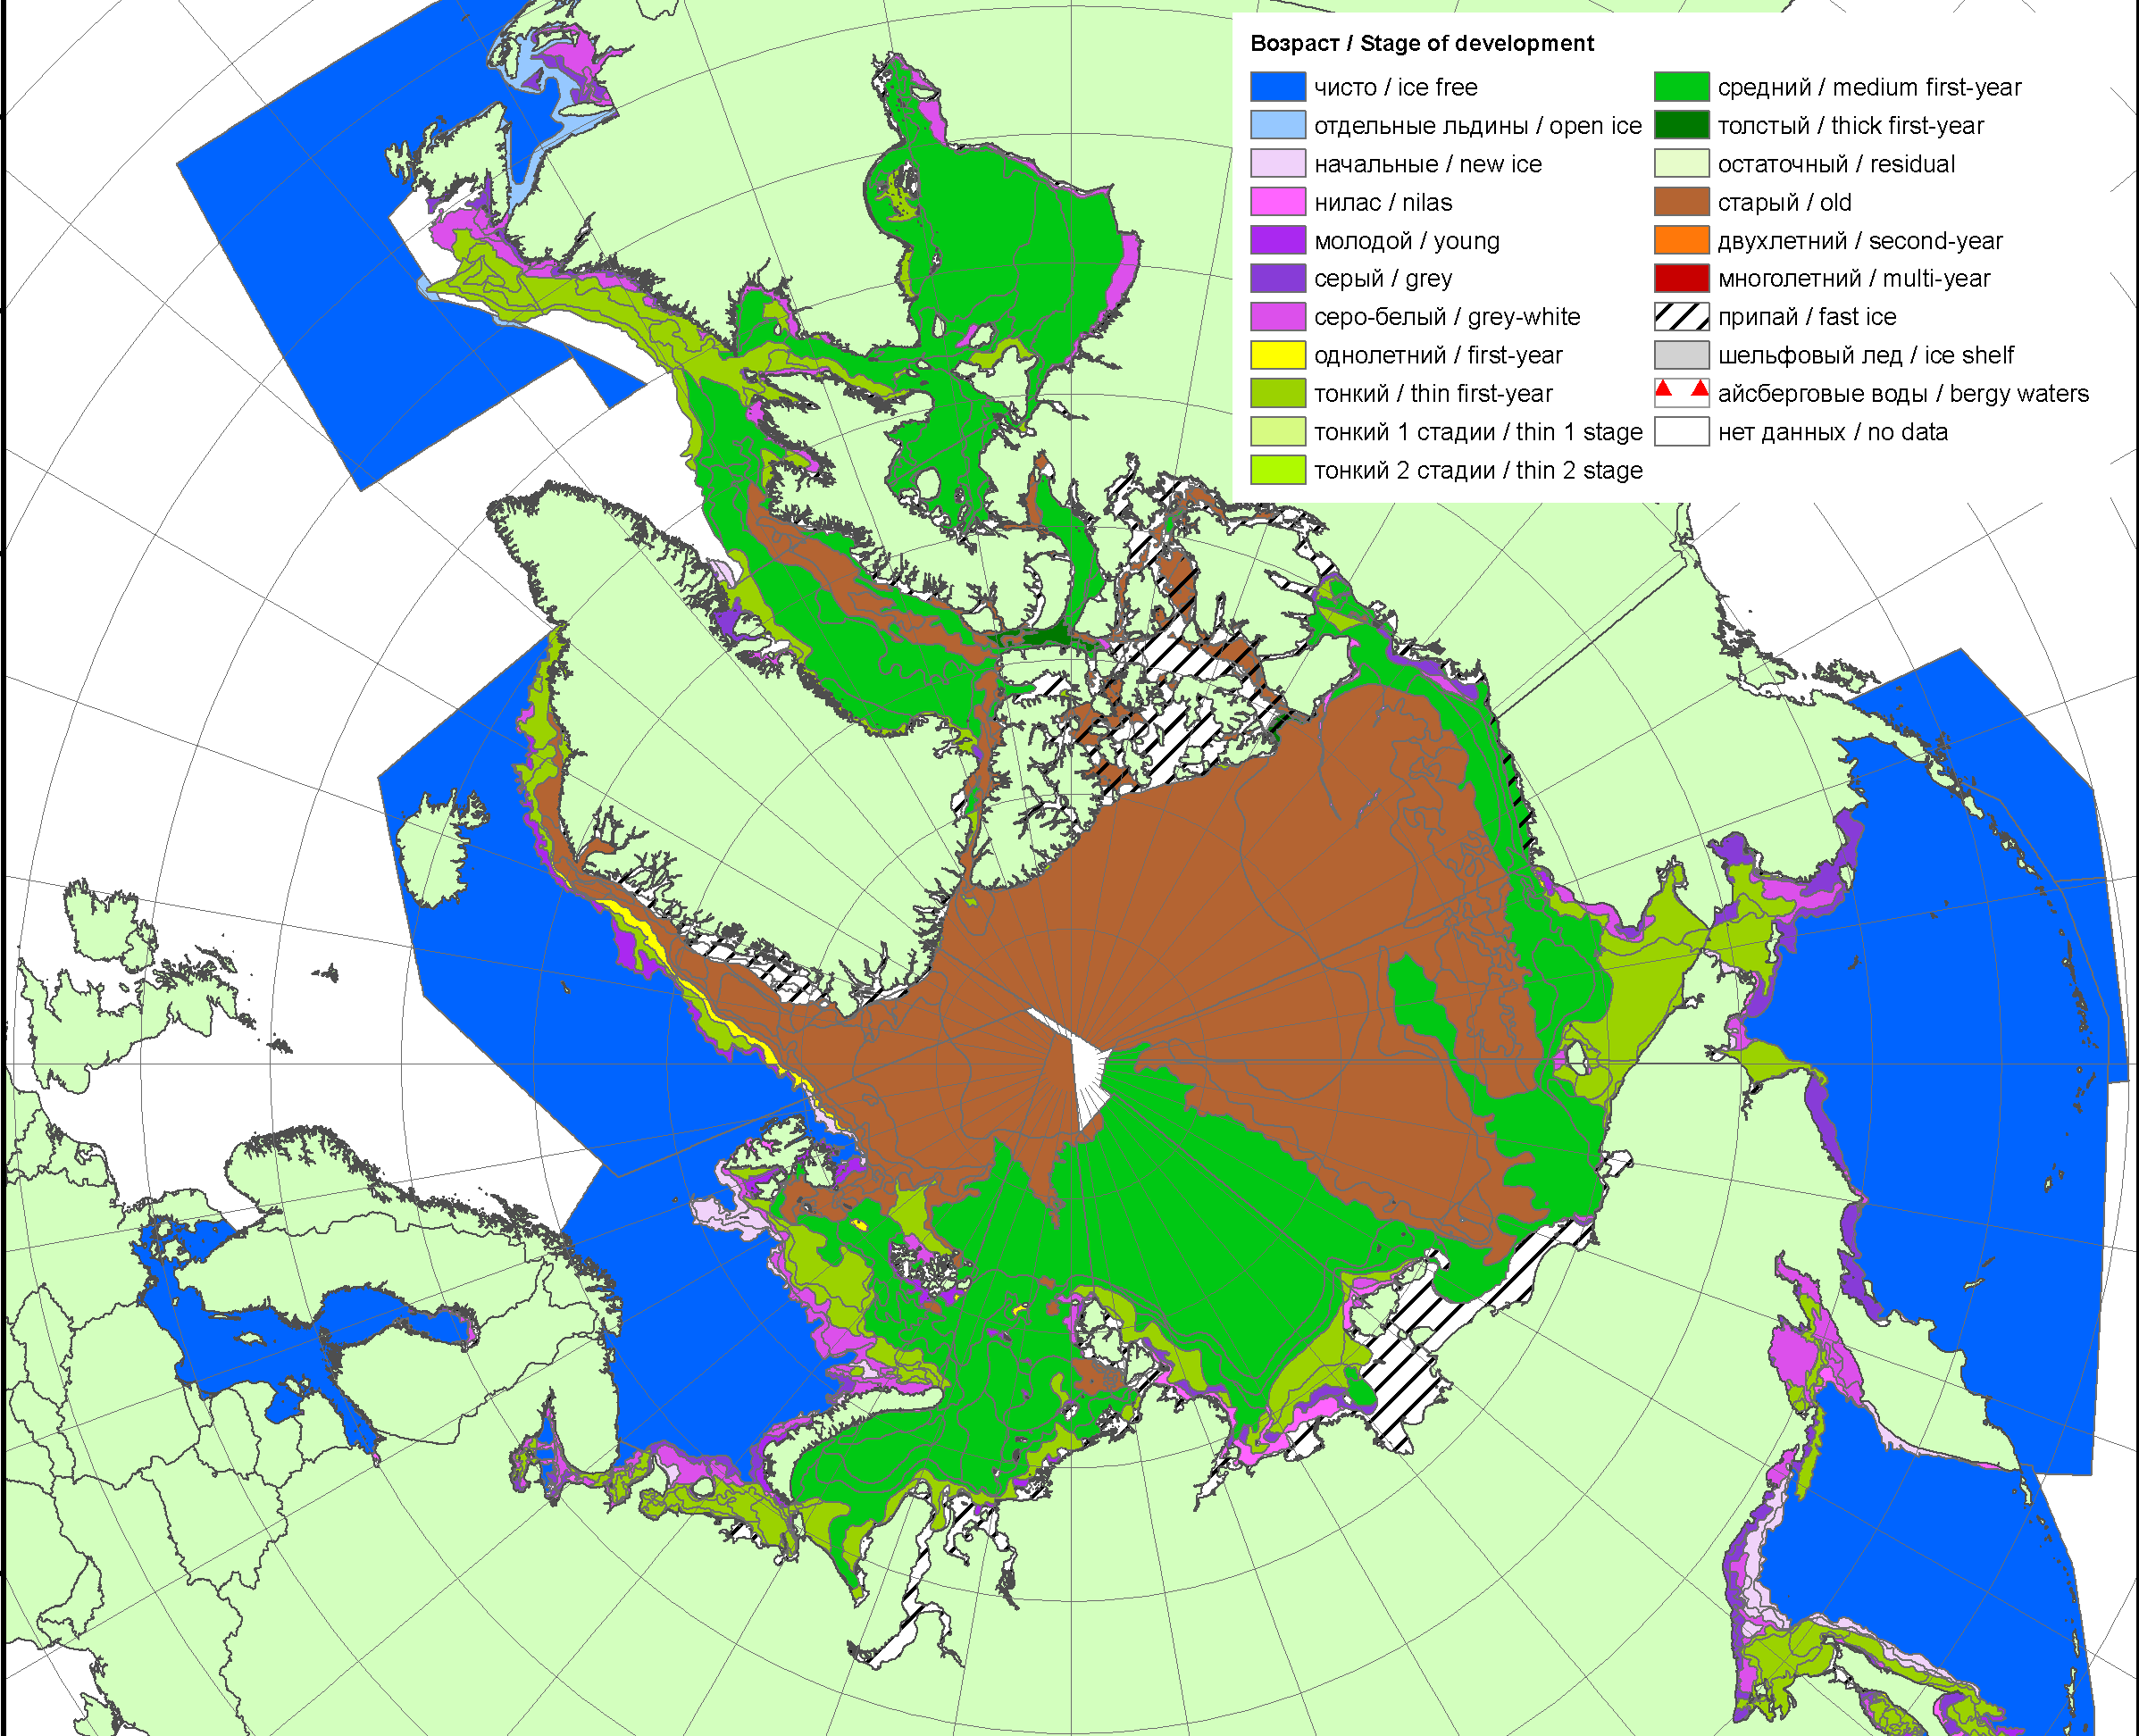 Возраст / Stage of development
чисто / ice free
отдельные льдины / open ice
начальные / new ice
нилас / nilas
молодой / young
серый / grey
серо-белый / grey-white
однолетний / first-year
тонкий / thin first-year
тонкий 1 стадии / thin 1 stage
тонкий 2 стадии / thin 2 stage
средний / medium first-year
толстый / thick first-year
остаточный / residual
старый / old
двухлетний / second-year
многолетний / multi-year
припай / fast ice
шельфовый лед / ice shelf
айсберговые воды / bergy waters
нет данных / no data